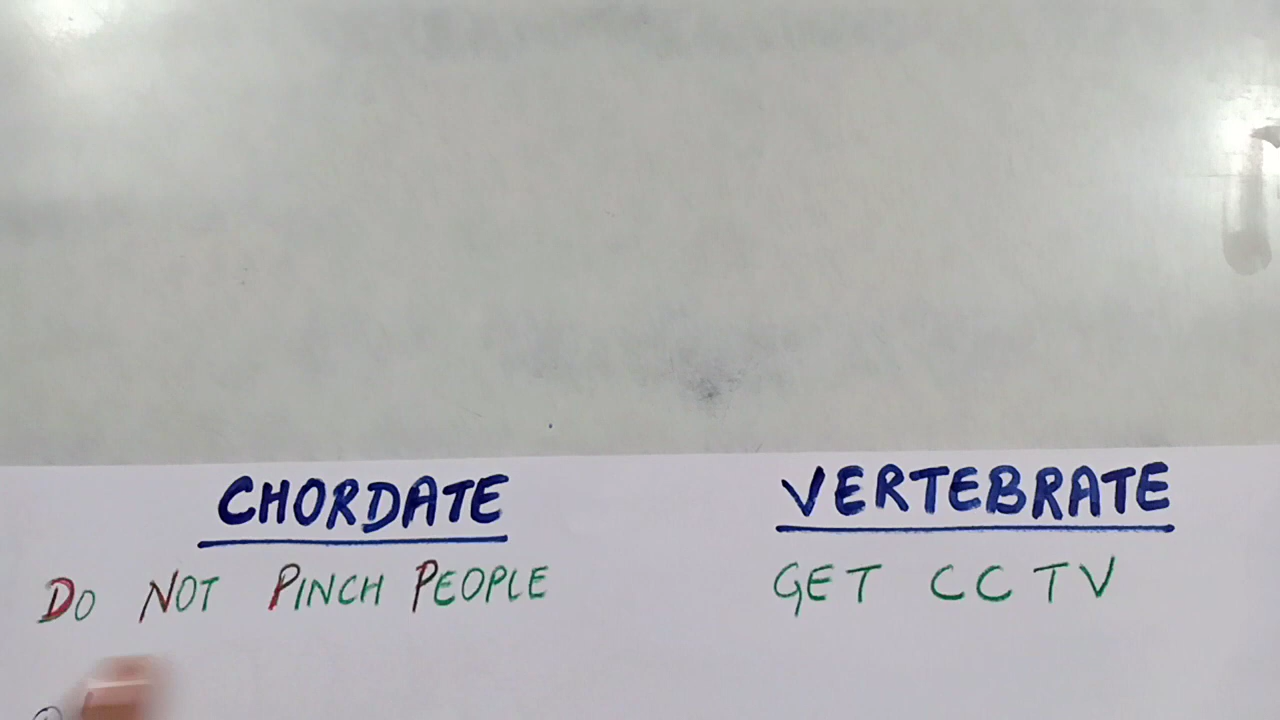 CHORDATE
VERTEBRATE
DO NOT PINCH PEOPLE
GET CCTV